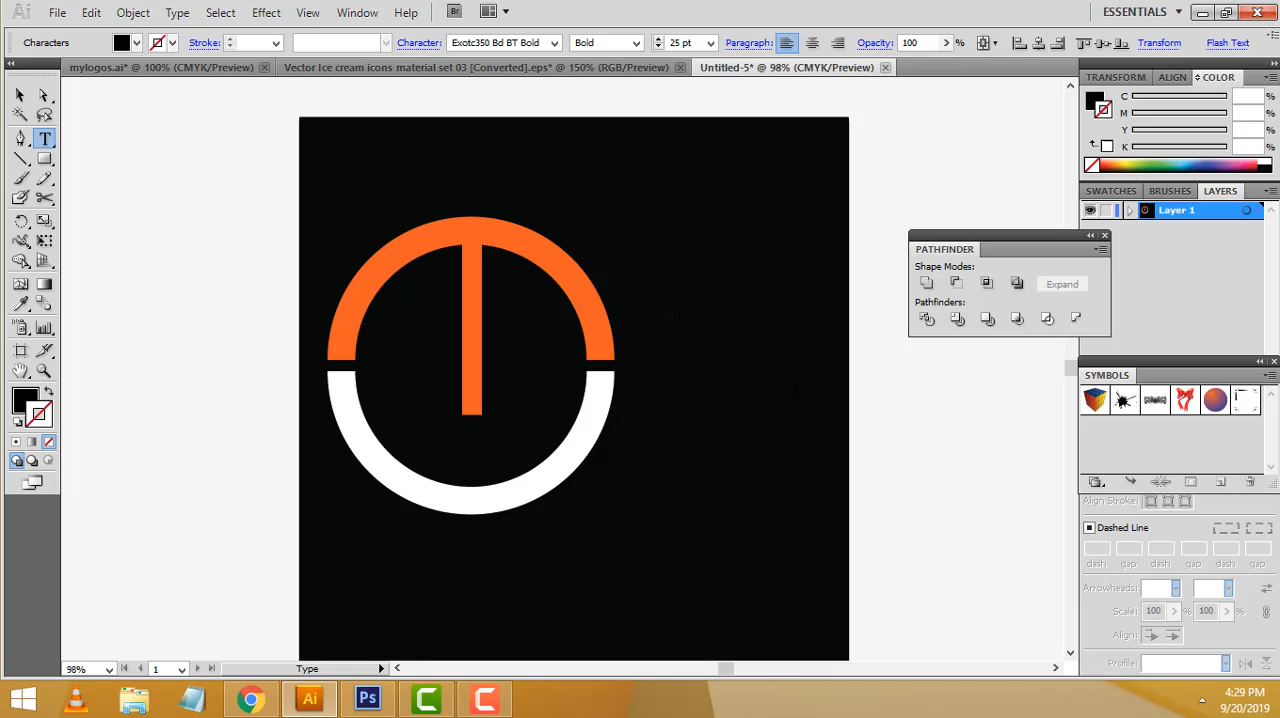 Ai File Edit Object Type Select Effect View Window Help Br ESSENTIALS
Characters Stroke: Character: Exotc350 Bd BT Bold Bold 25 pt Paragraph: Opacity: 100 % Transform Flash Text
mylogos.ai* @ 100% (CMYK/Preview) Vector Ice cream icons material set 03 [Converted].eps* @ 150% (RGB/Preview) Untitled-5* @ 98% (CMYK/Preview)
TRANSFORM ALIGN COLOR
C %
M %
Y %
K %
SWATCHES BRUSHES LAYERS
Layer 1
PATHFINDER
Shape Modes:
Expand
Pathfinders:
SYMBOLS
Align Stroke:
Dashed Line
dash gap dash gap dash gap
Arrowheads:
Scale: 100 % 100 %
Align:
Profile:
98% 1 Type
Ai Ps
4:29 PM
9/20/2019